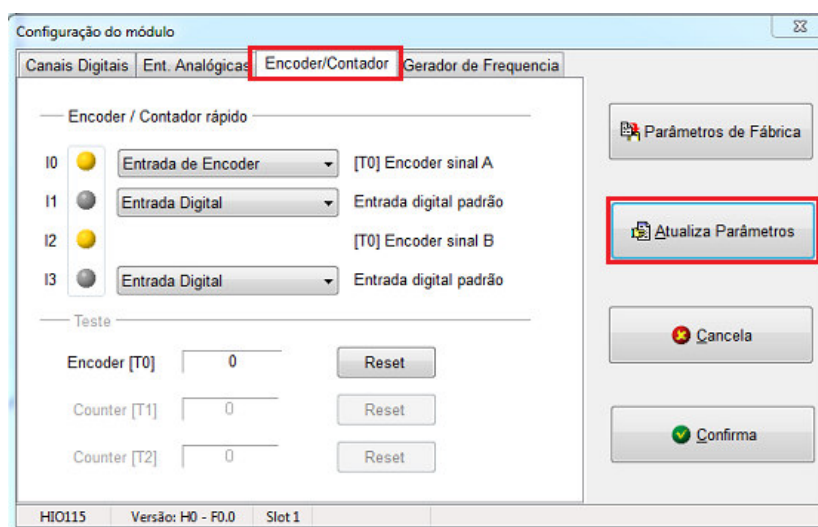 Configuração do módulo
Canais Digitais Ent. Analógicas Encoder/Contador Gerador de Frequencia
Encoder / Contador rápido
I0 Entrada de Encoder [T0] Encoder sinal A
I1 Entrada Digital Entrada digital padrão
I2 [T0] Encoder sinal B
I3 Entrada Digital Entrada digital padrão
Teste
Encoder [T0] 0 Reset
Counter [T1] 0 Reset
Counter [T2] 0 Reset
Parâmetros de Fábrica
Atualiza Parâmetros
Cancela
Confirma
HIO115 Versão: H0 - F0.0 Slot 1